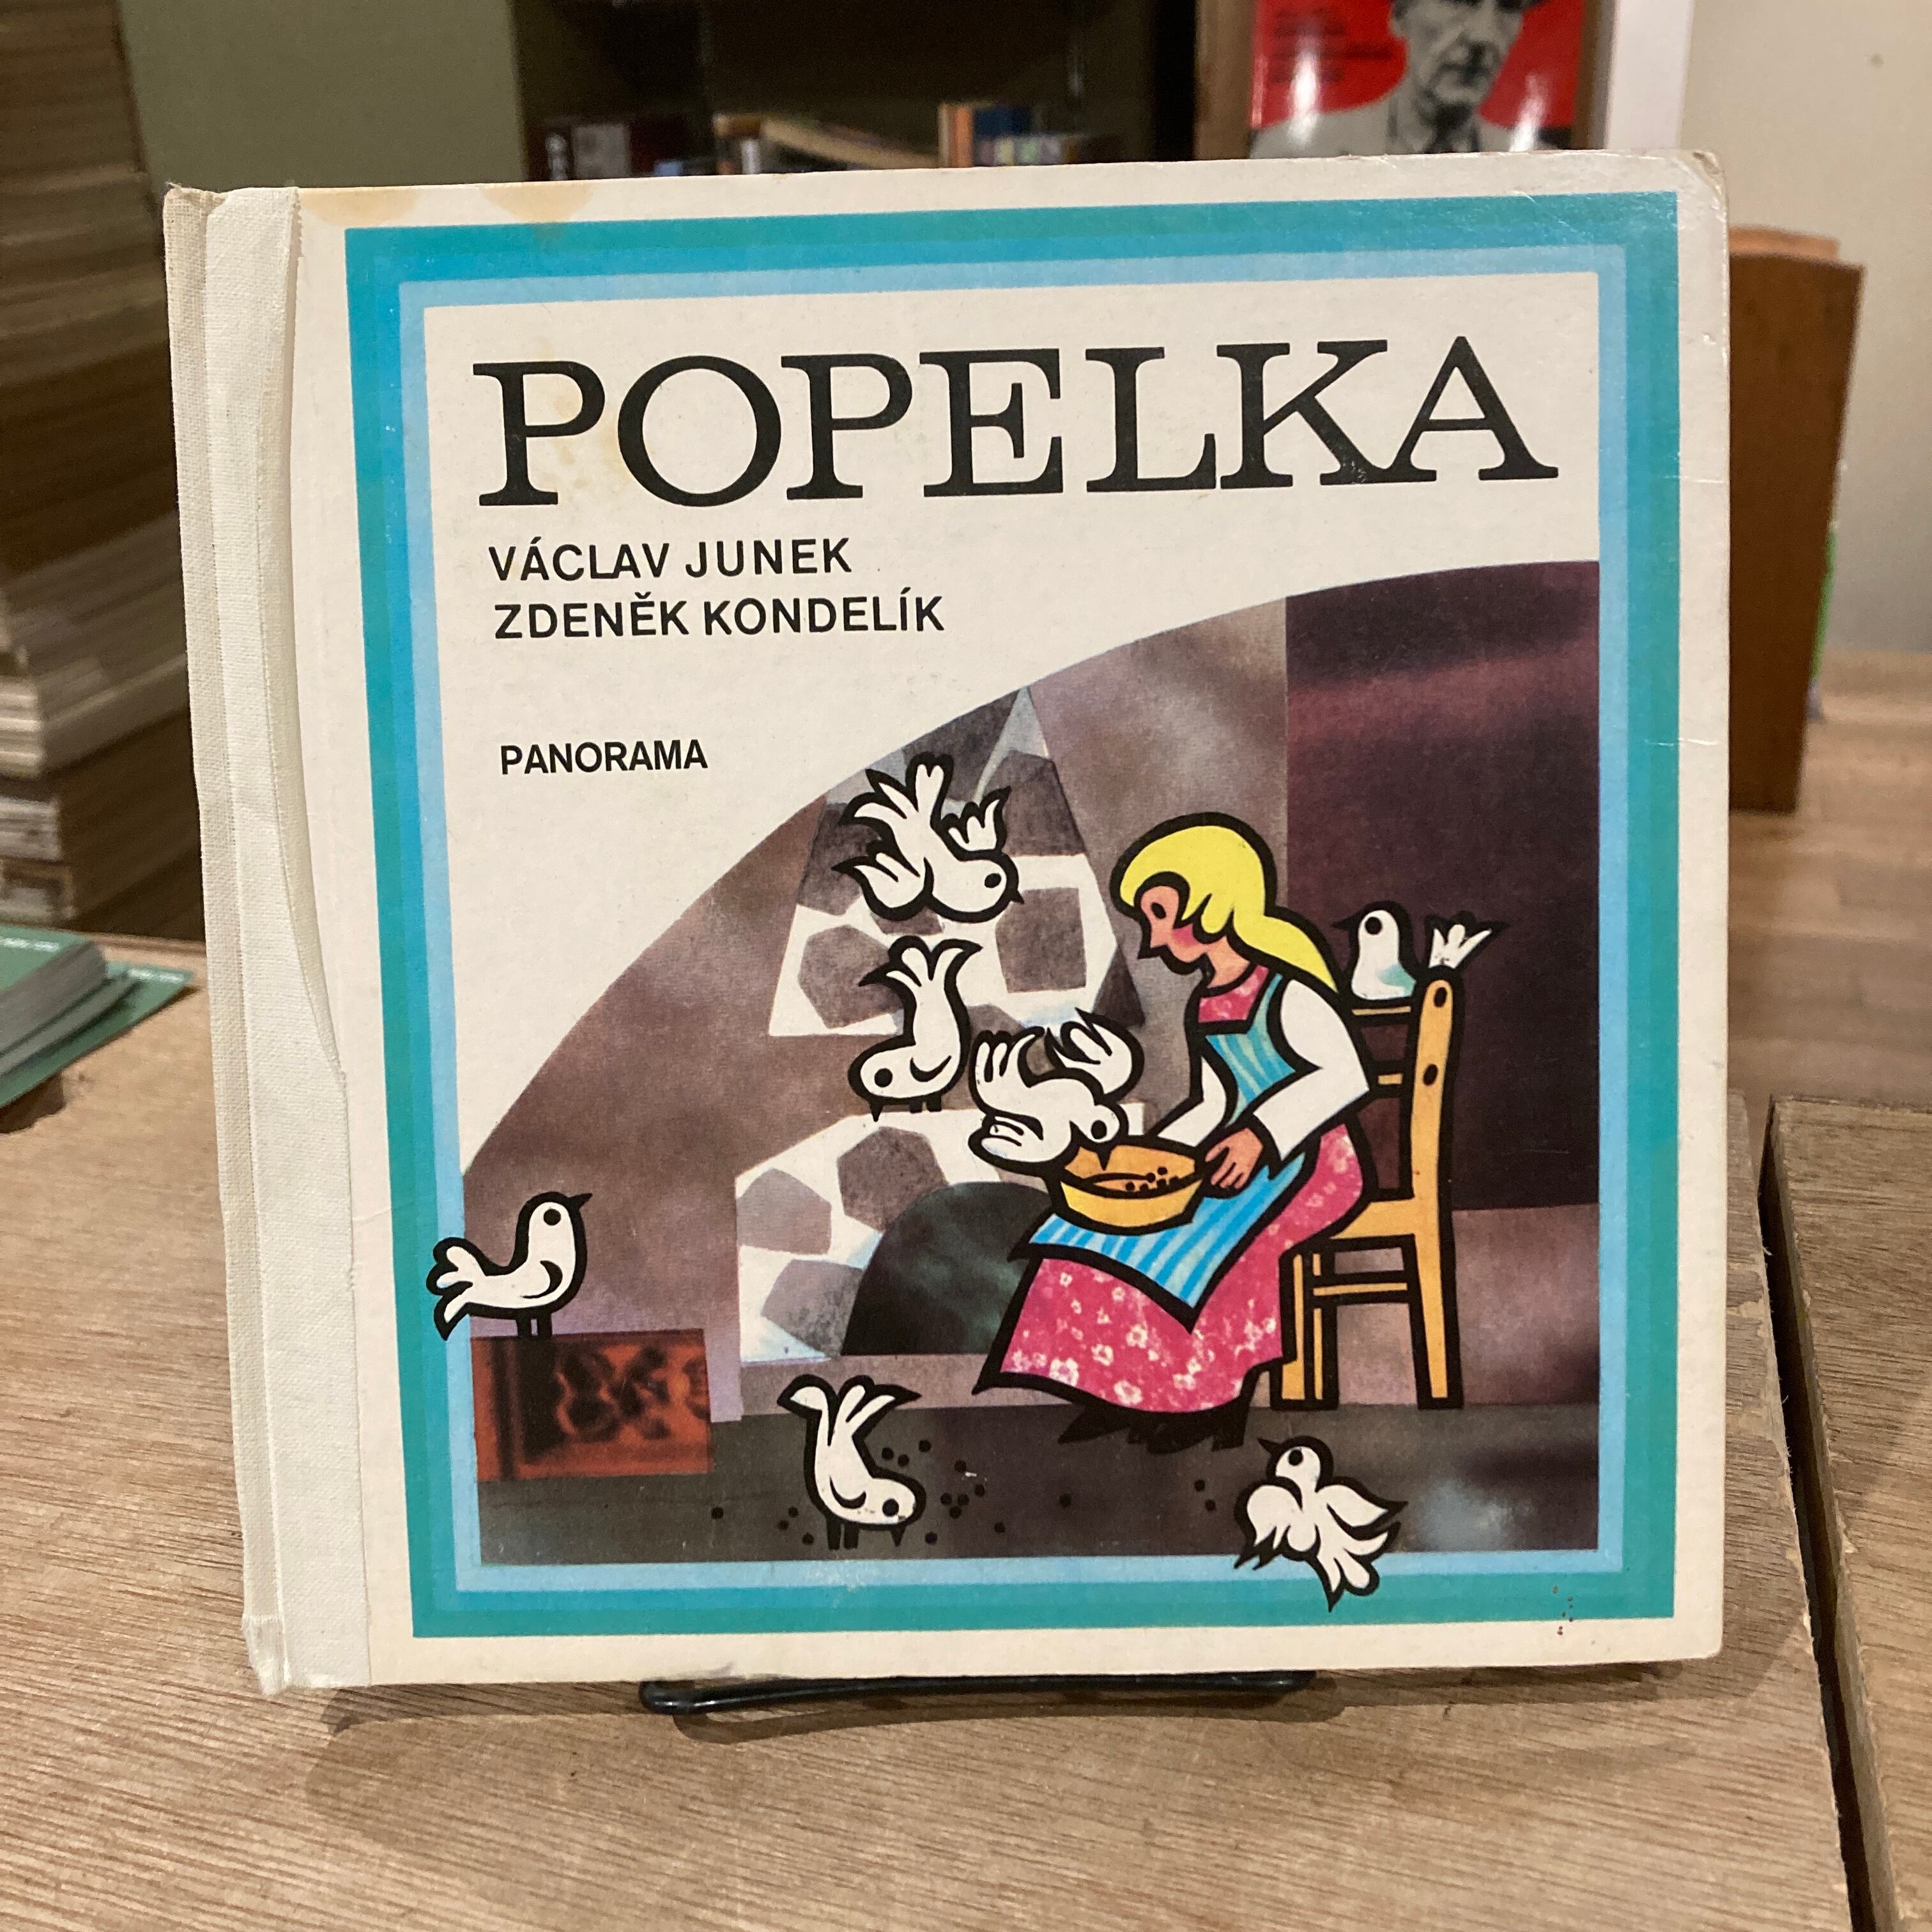 POPELKA
VÁCLAV JUNEK
ZDENĚK KONDELÍK
PANORAMA